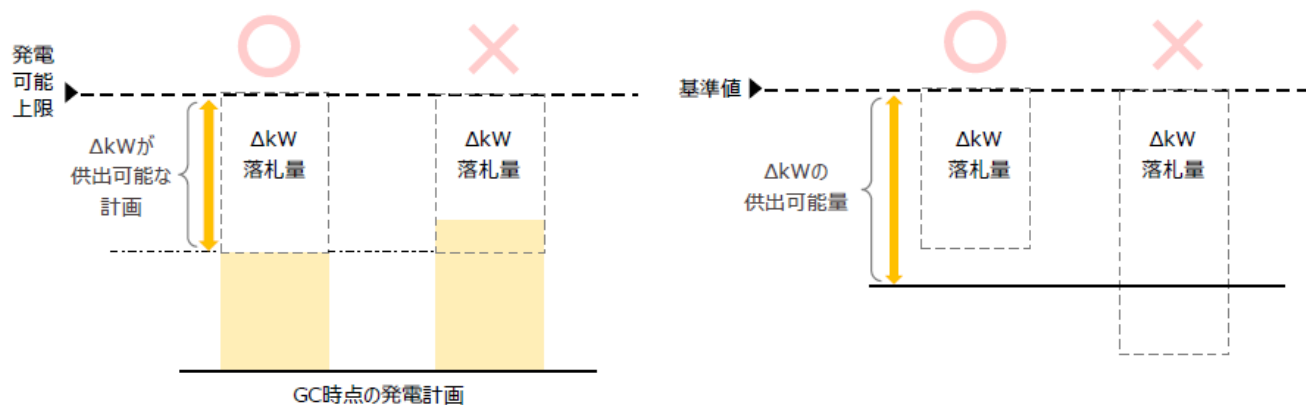 発電
可能
上限
ΔkWが
供出可能な
計画
ΔkW
落札量
ΔkW
落札量
GC時点の発電計画
基準値
ΔkWの
供出可能量
ΔkW
落札量
ΔkW
落札量